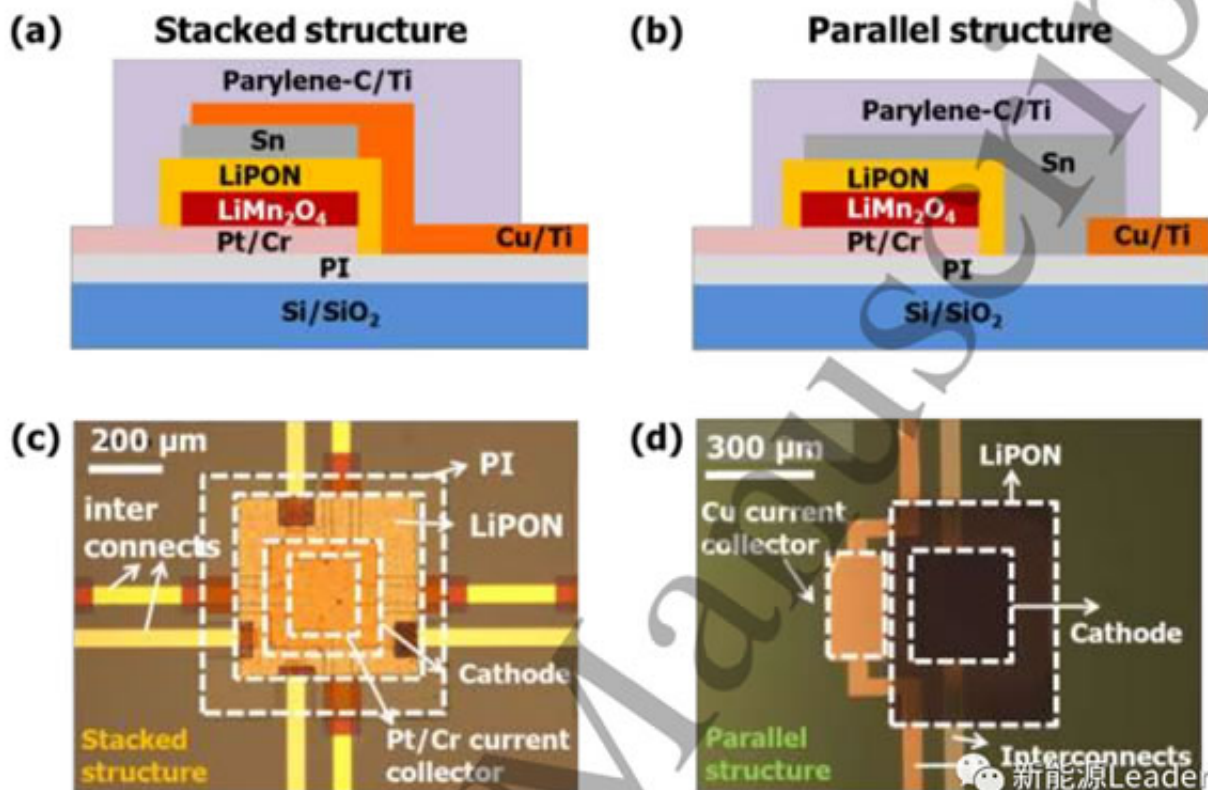 (a) Stacked structure
Parylene-C/Ti
Sn
LiPON
LiMn₂O₄
Pt/Cr
Cu/Ti
PI
Si/SiO₂
(b) Parallel structure
Parylene-C/Ti
Sn
LiPON
LiMn₂O₄
Pt/Cr
Cu/Ti
PI
Si/SiO₂
(c)
200 μm
PI
inter
connects
LiPON
Cathode
Pt/Cr current
collector
Stacked
structure
(d)
300 μm
LiPON
Cu current
collector
Cathode
Parallel
structure
Interconnects
新能源Leader
Manuscrip